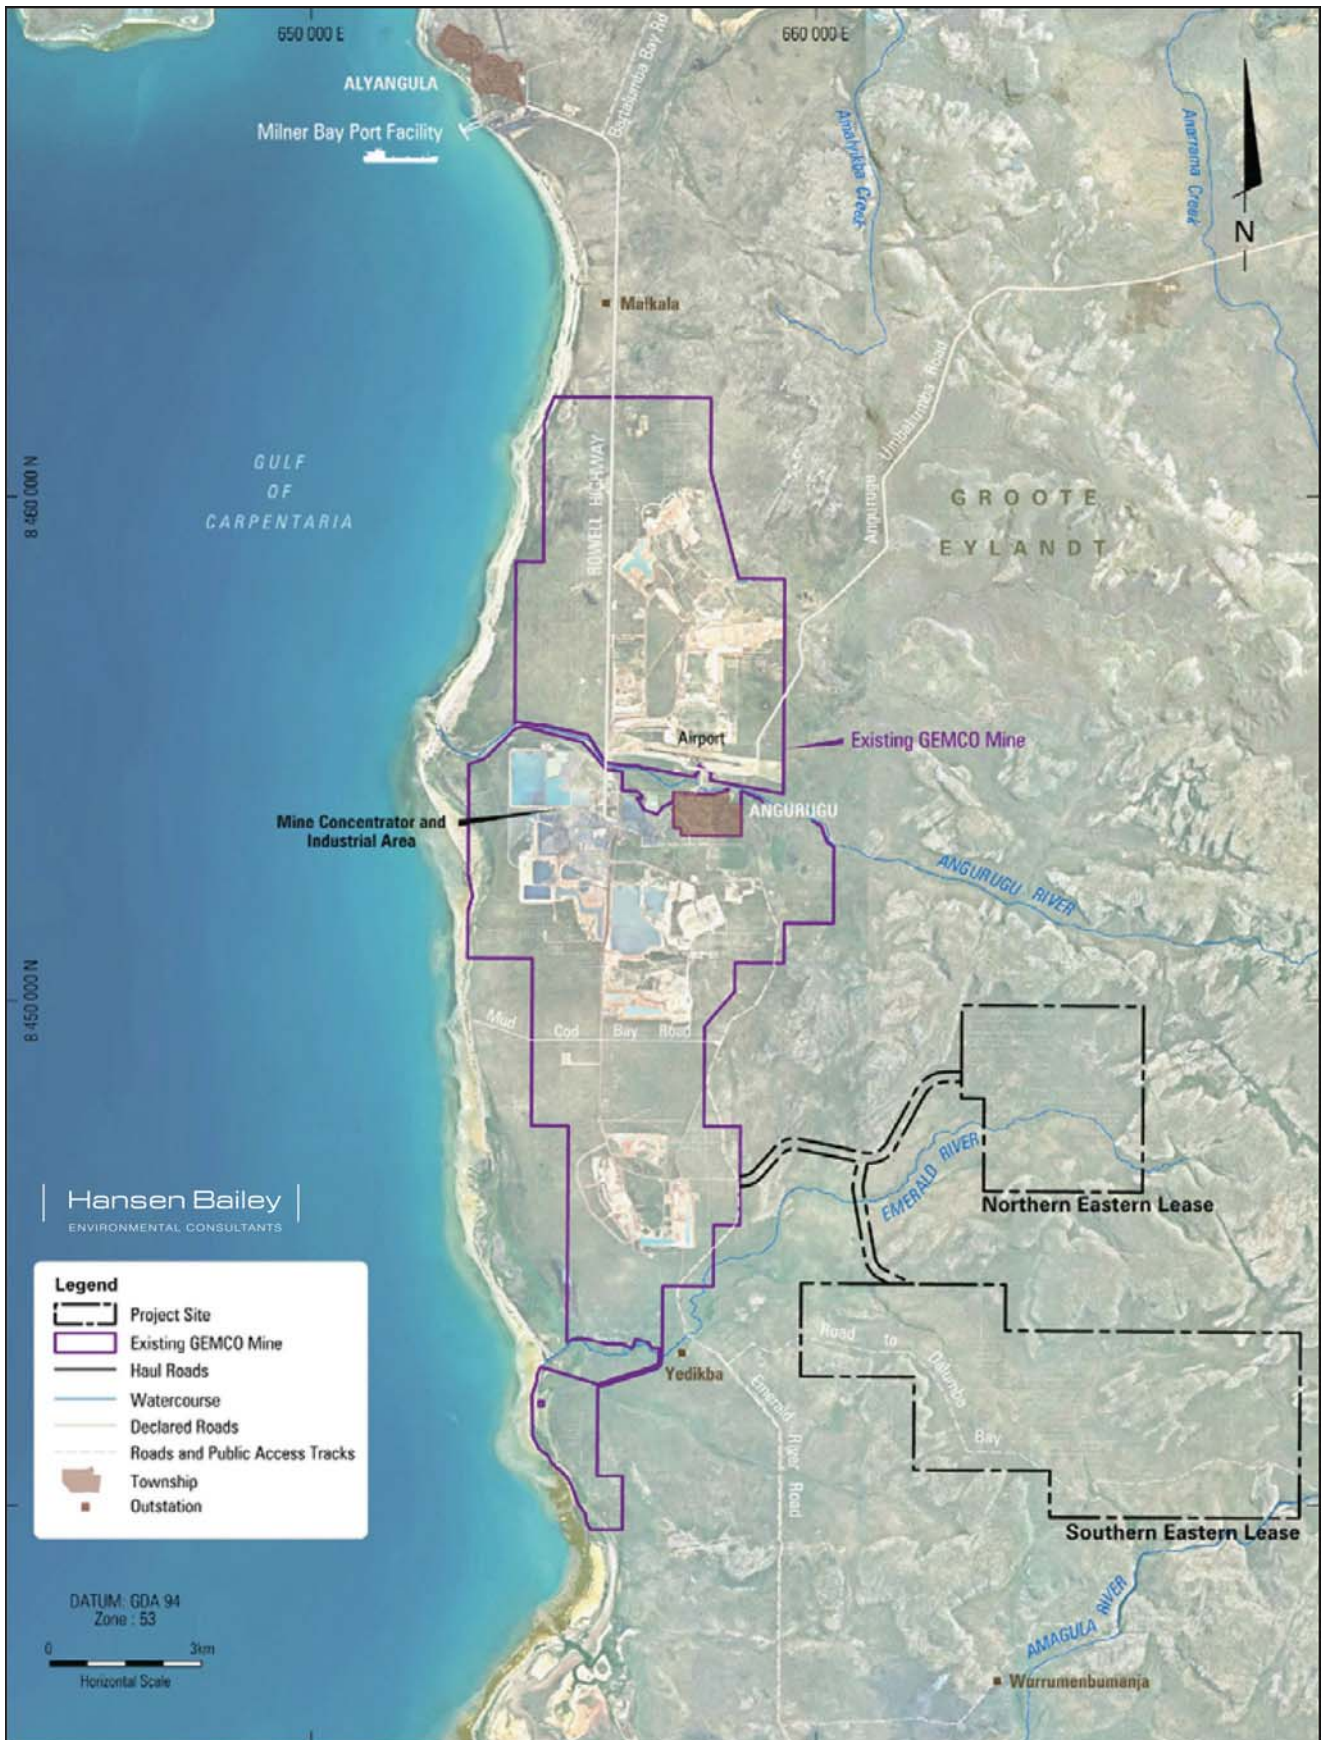 650 000 E
660 000 E
ALYANGULA
Milner Bay Port Facility
Bartalumba Bay Rd
Amalyikba Creek
Anarrama Creek
N
Malkala
GULF
OF
CARPENTARIA
8 460 000 N
ROWELL HIGHWAY
Angurugu Umbakumba Road
GROOTE
EYLANDT
Airport
Existing GEMCO Mine
ANGURUGU
Mine Concentrator and
Industrial Area
ANGURUGU RIVER
8 450 000 N
Mud Cod Bay Road
EMERALD RIVER
Northern Eastern Lease
Hansen Bailey
ENVIRONMENTAL CONSULTANTS
Legend
Project Site
Existing GEMCO Mine
Haul Roads
Watercourse
Declared Roads
Roads and Public Access Tracks
Township
Outstation
Yedikba
Emerald River Road
Road to Dalumba Bay
Southern Eastern Lease
AMAGULA RIVER
Wurrumenbumanja
DATUM: GDA 94
Zone : 53
0 3km
Horizontal Scale